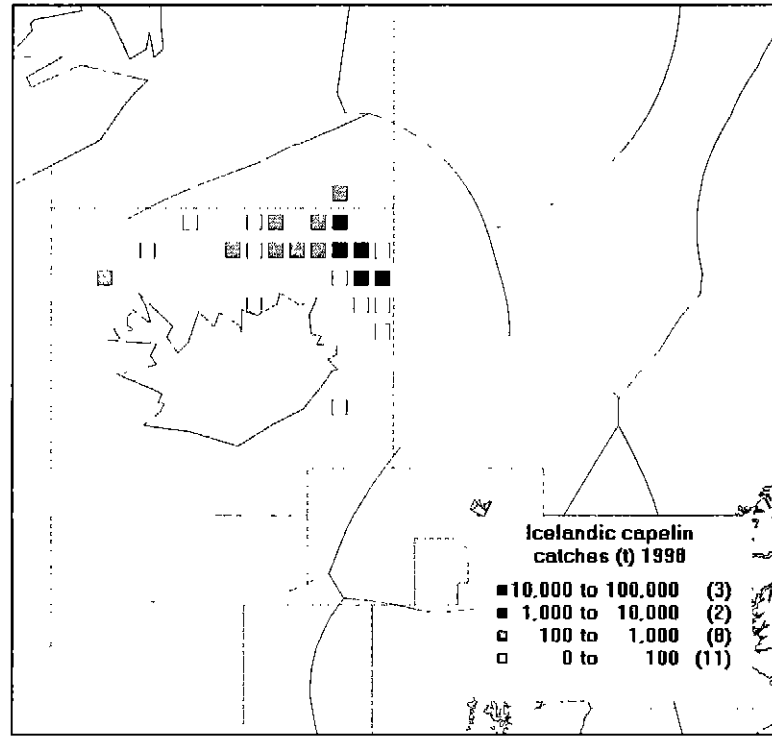 Icelandic capelin
catches (t) 1998
10,000 to 100,000 (3)
1,000 to 10,000 (2)
100 to 1,000 (8)
0 to 100 (11)